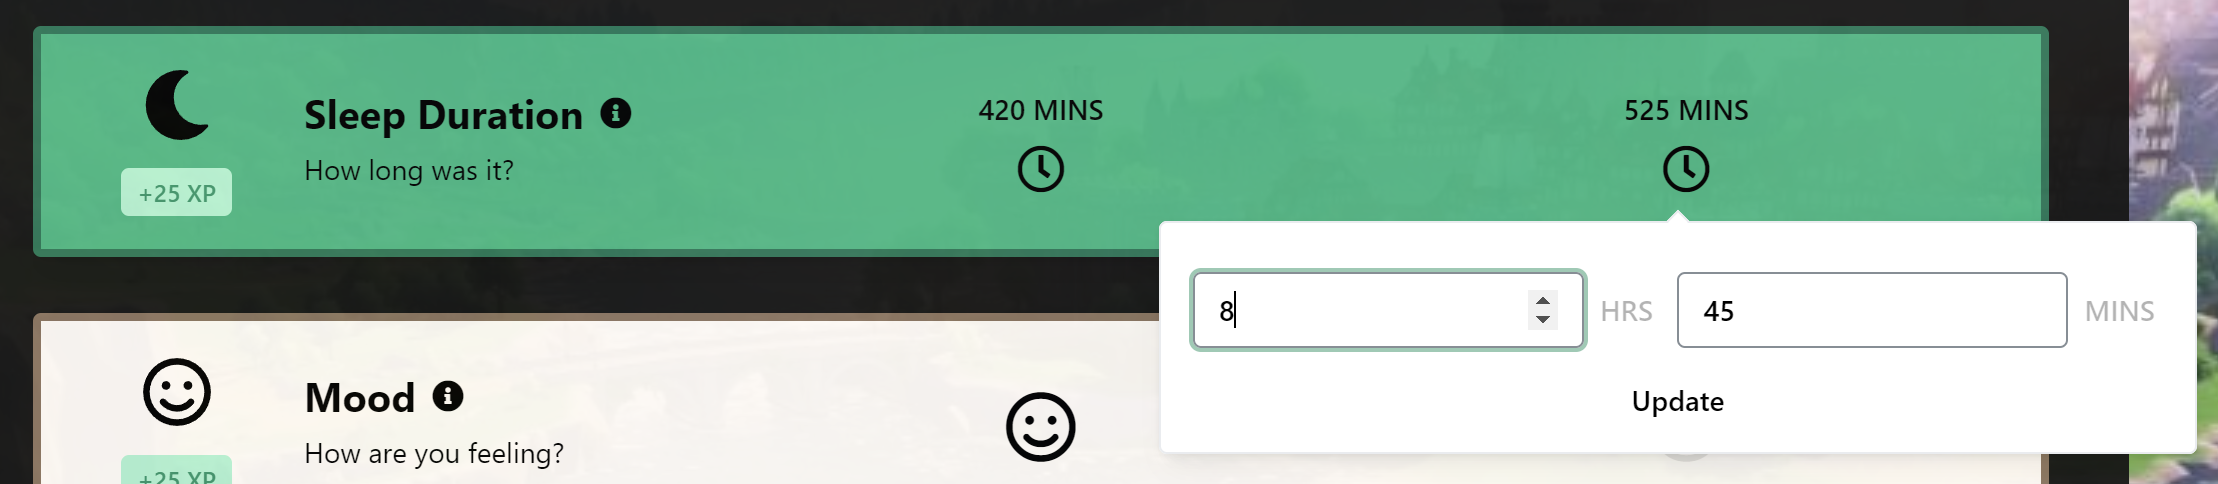 Sleep Duration
How long was it?
+25 XP
420 MINS
525 MINS
8
HRS
45
MINS
Update
Mood
How are you feeling?
+25 XP